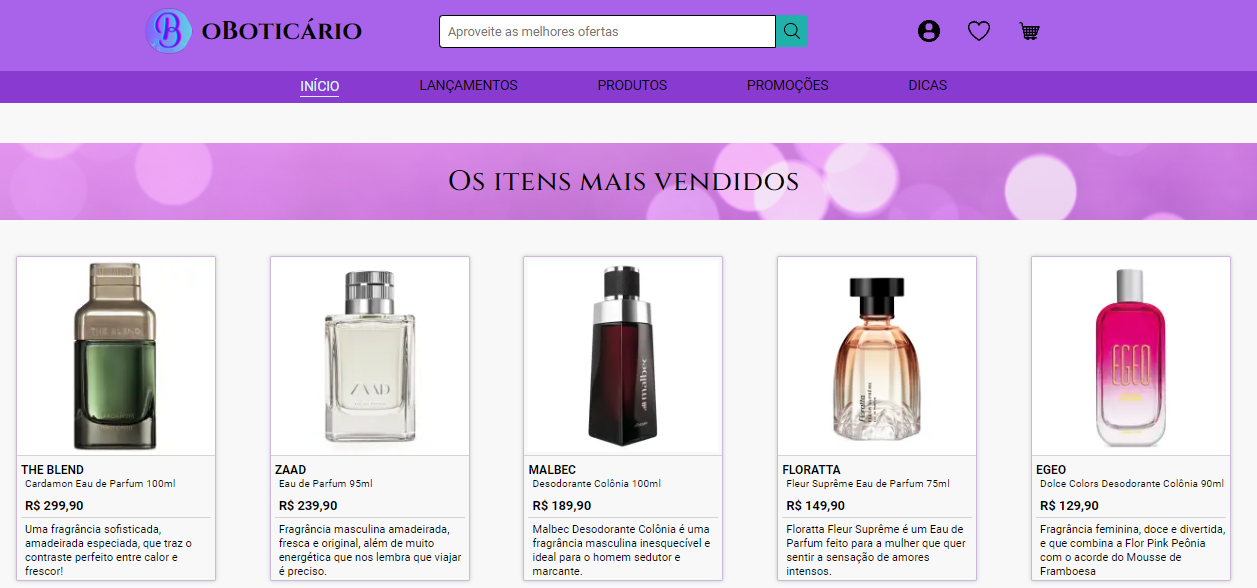 B oBoticário
Aproveite as melhores ofertas
INÍCIO LANÇAMENTOS PRODUTOS PROMOÇÕES DICAS
Os itens mais vendidos
THE BLEND
ZAAD
malbec
Floratta
EGEO
THE BLEND
Cardamon Eau de Parfum 100ml
R$ 299,90
Uma fragrância sofisticada,
amadeirada especiada, que traz o
contraste perfeito entre calor e
frescor!
ZAAD
Eau de Parfum 95ml
R$ 239,90
Fragrância masculina amadeirada,
fresca e original, além de muito
energética que nos lembra que viajar
é preciso.
MALBEC
Desodorante Colônia 100ml
R$ 189,90
Malbec Desodorante Colônia é uma
fragrância masculina inesquecível e
ideal para o homem sedutor e
marcante.
FLORATTA
Fleur Suprême Eau de Parfum 75ml
R$ 149,90
Floratta Fleur Suprême é um Eau de
Parfum feito para a mulher que quer
sentir a sensação de amores
intensos.
EGEO
Dolce Colors Desodorante Colônia 90ml
R$ 129,90
Fragrância feminina, doce e divertida,
e que combina a Flor Pink Peônia
com o acorde do Mousse de
Framboesa